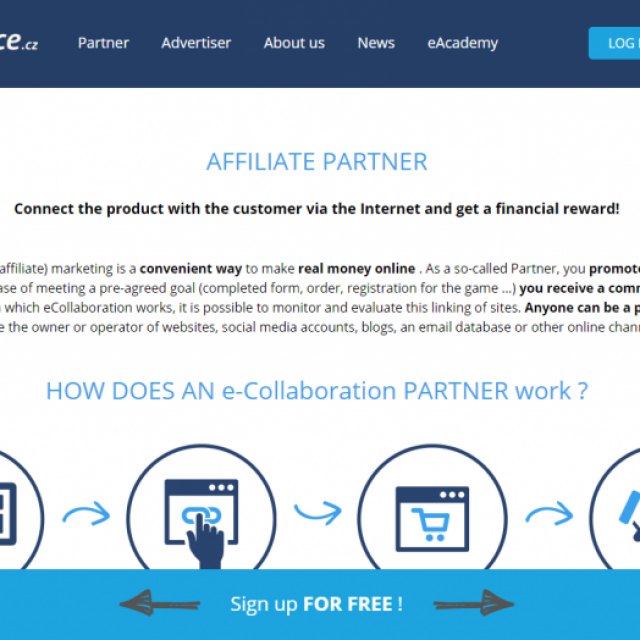 ce.cz Partner Advertiser About us News eAcademy LOG
AFFILIATE PARTNER
Connect the product with the customer via the Internet and get a financial reward!
affiliate) marketing is a convenient way to make real money online . As a so-called Partner, you promot
ase of meeting a pre-agreed goal (completed form, order, registration for the game ...) you receive a com
which eCollaboration works, it is possible to monitor and evaluate this linking of sites. Anyone can be a p
e the owner or operator of websites, social media accounts, blogs, an email database or other online chan
HOW DOES AN e-Collaboration PARTNER work ?
Sign up FOR FREE !